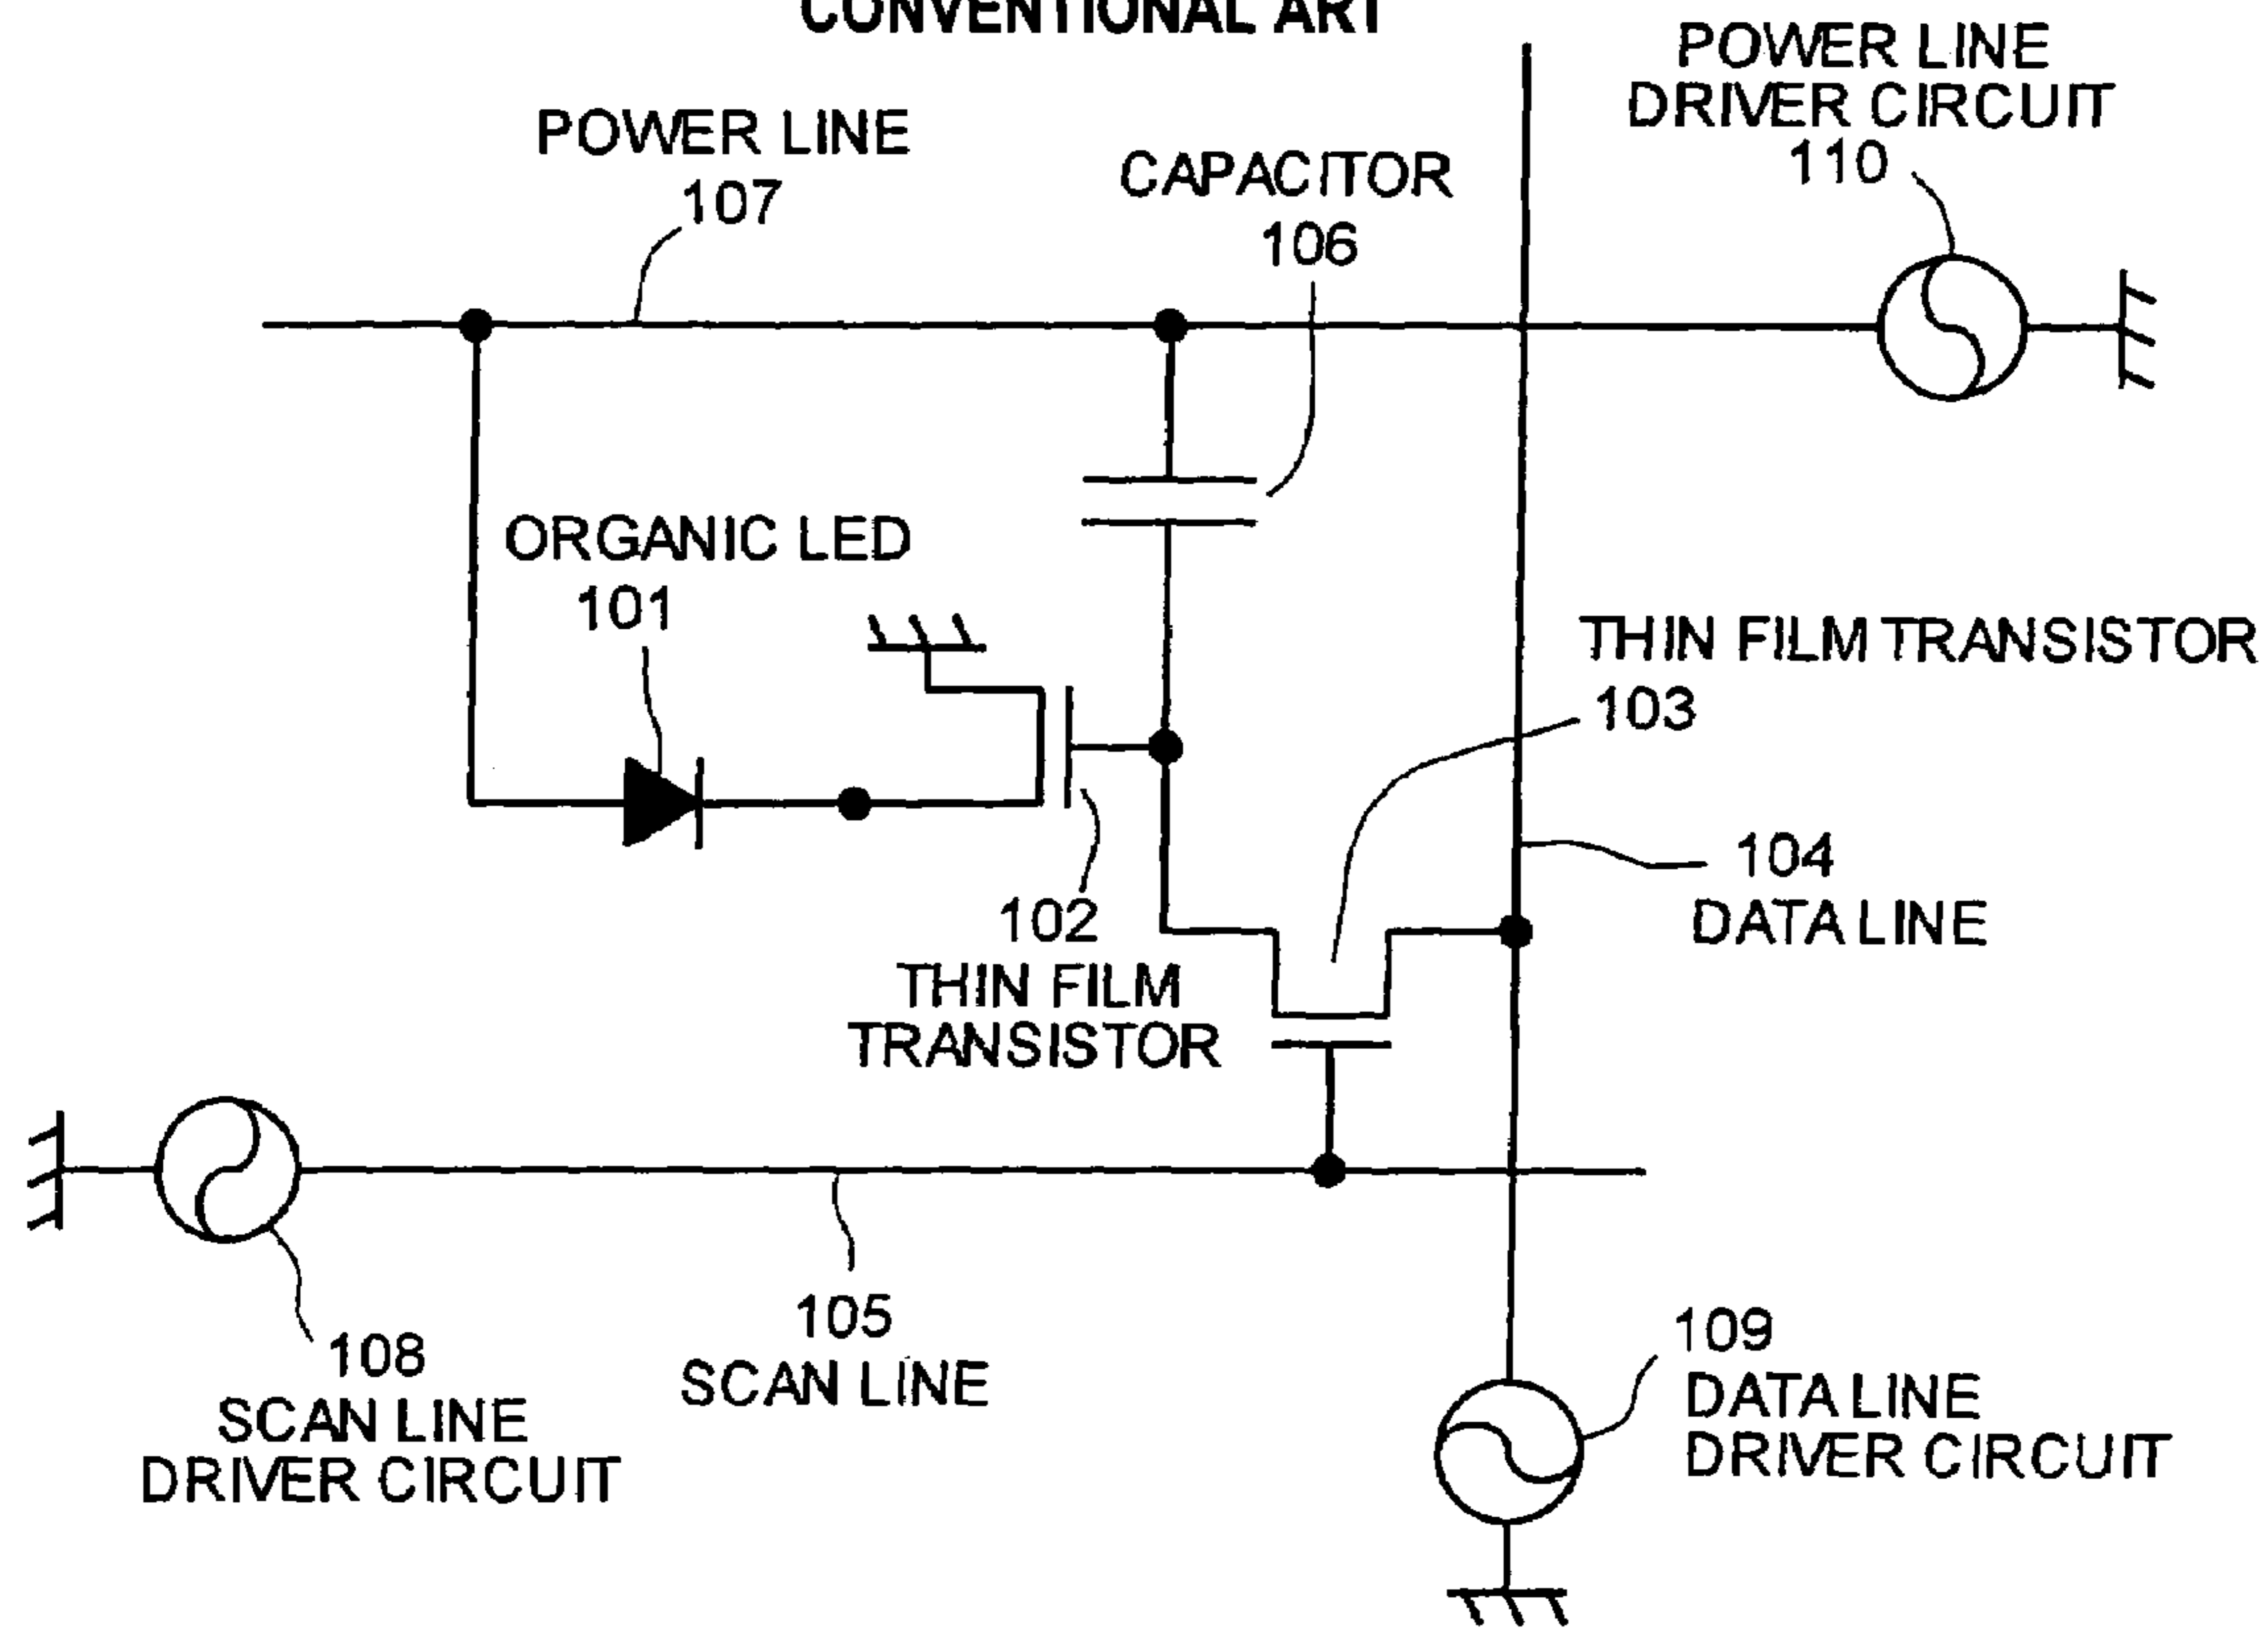 CONVENTIONAL ART
POWER LINE
DRIVER CIRCUIT
110
POWER LINE
107
CAPACITOR
106
ORGANIC LED
101
THIN FILM TRANSISTOR
103
104
DATA LINE
102
THIN FILM
TRANSISTOR
105
SCAN LINE
108
SCAN LINE
DRIVER CIRCUIT
109
DATA LINE
DRIVER CIRCUIT